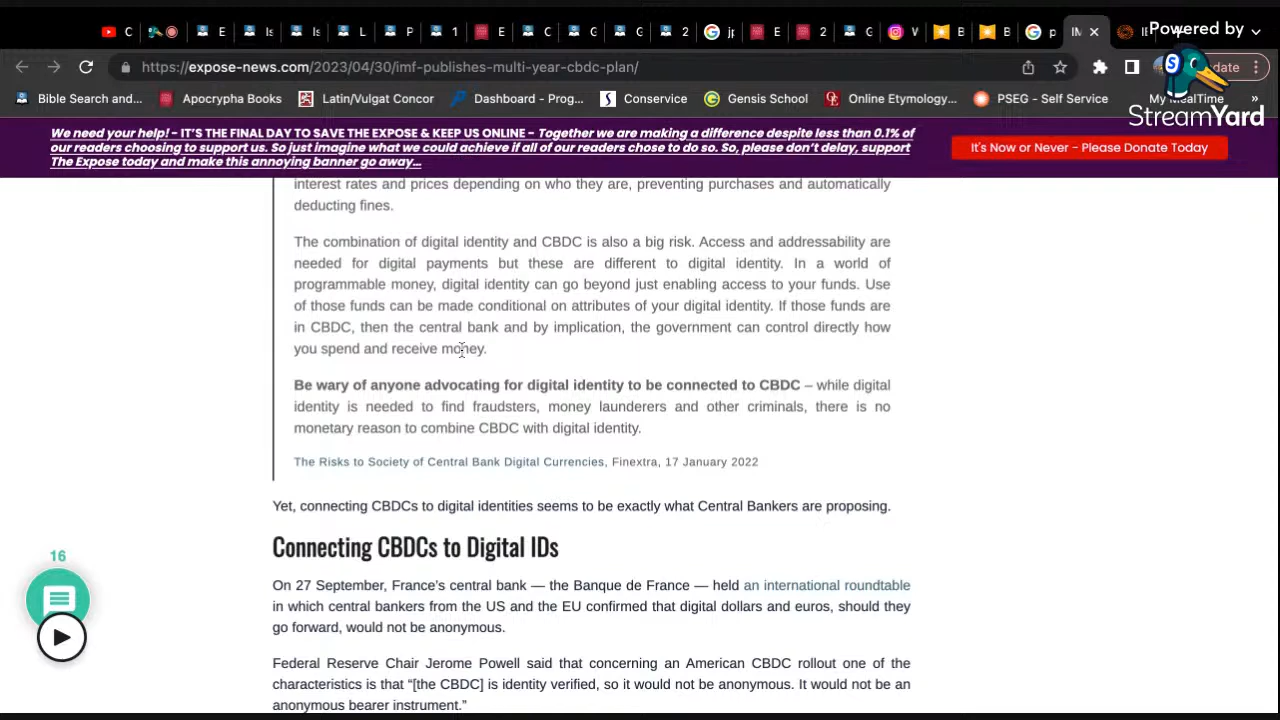 Powered by
https://expose-news.com/2023/04/30/imf-publishes-multi-year-cbdc-plan/
Bible Search and... Apocrypha Books Latin/Vulgat Concor Dashboard - Prog... Conservice Gensis School Online Etymology... PSEG - Self Service My MealTime »
StreamYard
We need your help! - IT'S THE FINAL DAY TO SAVE THE EXPOSE & KEEP US ONLINE - Together we are making a difference despite less than 0.1% of
our readers choosing to support us. So just imagine what we could achieve if all of our readers chose to do so. So, please don't delay, support
The Expose today and make this annoying banner go away...
It's Now or Never - Please Donate Today
interest rates and prices depending on who they are, preventing purchases and automatically
deducting fines.
The combination of digital identity and CBDC is also a big risk. Access and addressability are
needed for digital payments but these are different to digital identity. In a world of
programmable money, digital identity can go beyond just enabling access to your funds. Use
of those funds can be made conditional on attributes of your digital identity. If those funds are
in CBDC, then the central bank and by implication, the government can control directly how
you spend and receive money.
Be wary of anyone advocating for digital identity to be connected to CBDC – while digital
identity is needed to find fraudsters, money launderers and other criminals, there is no
monetary reason to combine CBDC with digital identity.
The Risks to Society of Central Bank Digital Currencies, Finextra, 17 January 2022
Yet, connecting CBDCs to digital identities seems to be exactly what Central Bankers are proposing.
Connecting CBDCs to Digital IDs
16
On 27 September, France's central bank — the Banque de France — held an international roundtable
in which central bankers from the US and the EU confirmed that digital dollars and euros, should they
go forward, would not be anonymous.
Federal Reserve Chair Jerome Powell said that concerning an American CBDC rollout one of the
characteristics is that “[the CBDC] is identity verified, so it would not be anonymous. It would not be an
anonymous bearer instrument.”